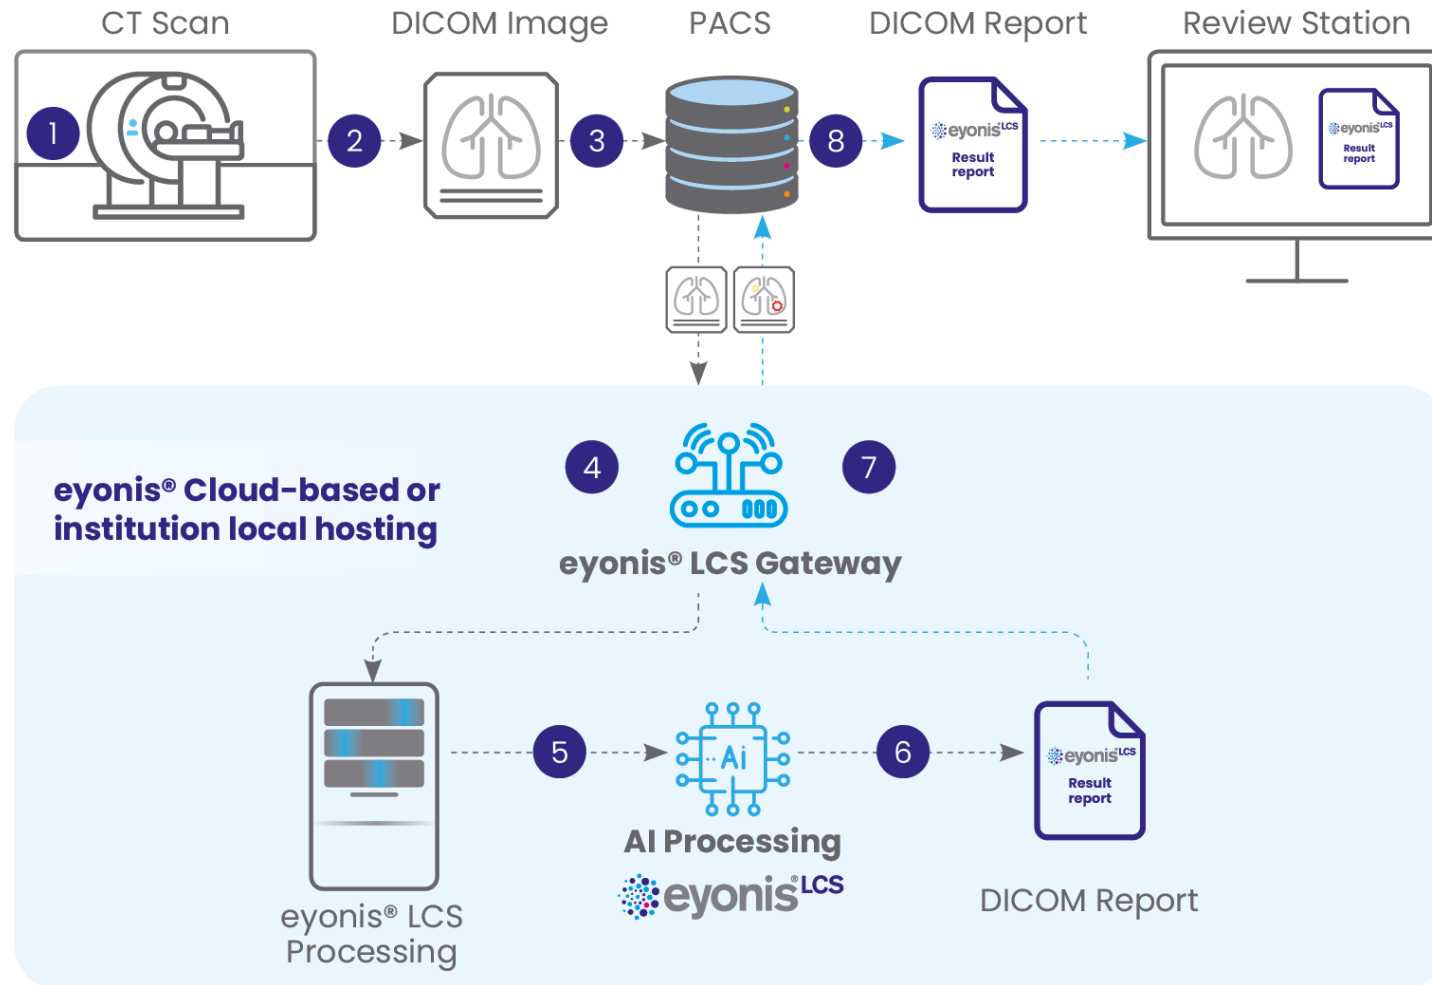 CT Scan
DICOM Image
PACS
DICOM Report
Review Station
1
2
3
8
eyonis®LCS
Result
report
eyonis®LCS
Result
report
4
7
eyonis® Cloud-based or
institution local hosting
eyonis® LCS Gateway
5
Ai
6
eyonis®LCS
Result
report
AI Processing
eyonis®LCS
DICOM Report
eyonis® LCS
Processing